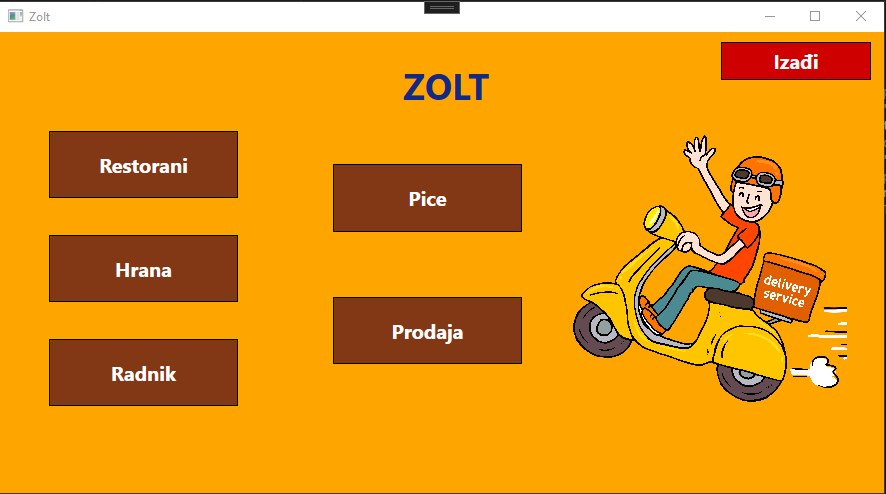 Zolt
Izađi
ZOLT
Restorani
Pice
Hrana
Prodaja
Radnik
delivery
service